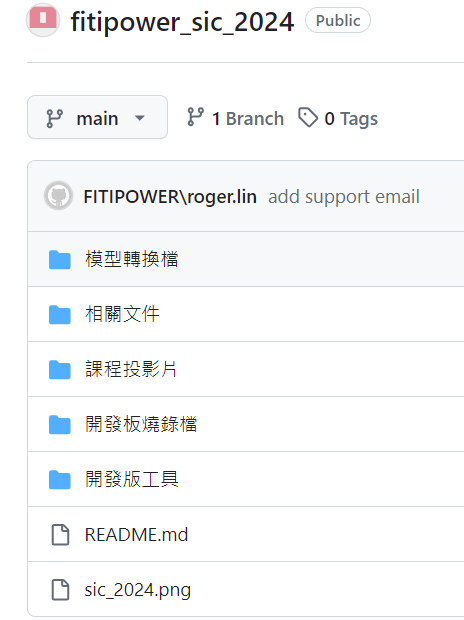 fitipower_sic_2024 Public
main 1 Branch 0 Tags
FITIPOWER\roger.lin add support email
模型轉換檔
相關文件
課程投影片
開發板燒錄檔
開發版工具
README.md
sic_2024.png